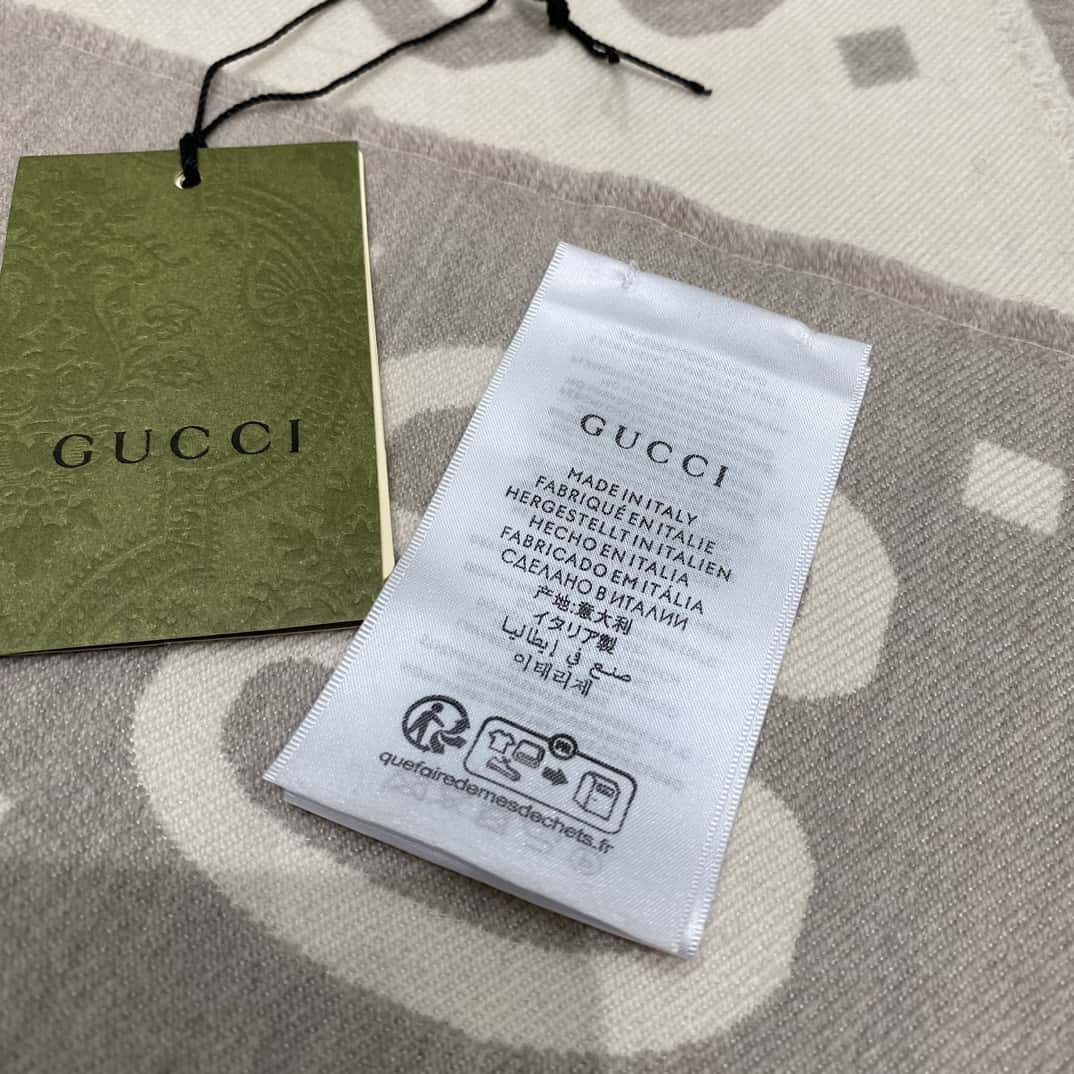 GUCCI
GUCCI
MADE IN ITALY
FABRIQUÉ EN ITALIE
HERGESTELLT IN ITALIEN
HECHO EN ITALIA
FABRICADO EM ITÁLIA
СДЕЛАНО В ИТАЛИИ
产地:意大利
イタリア製
صنع في إيطاليا
이태리제
FR
quefairedemesdechets.fr